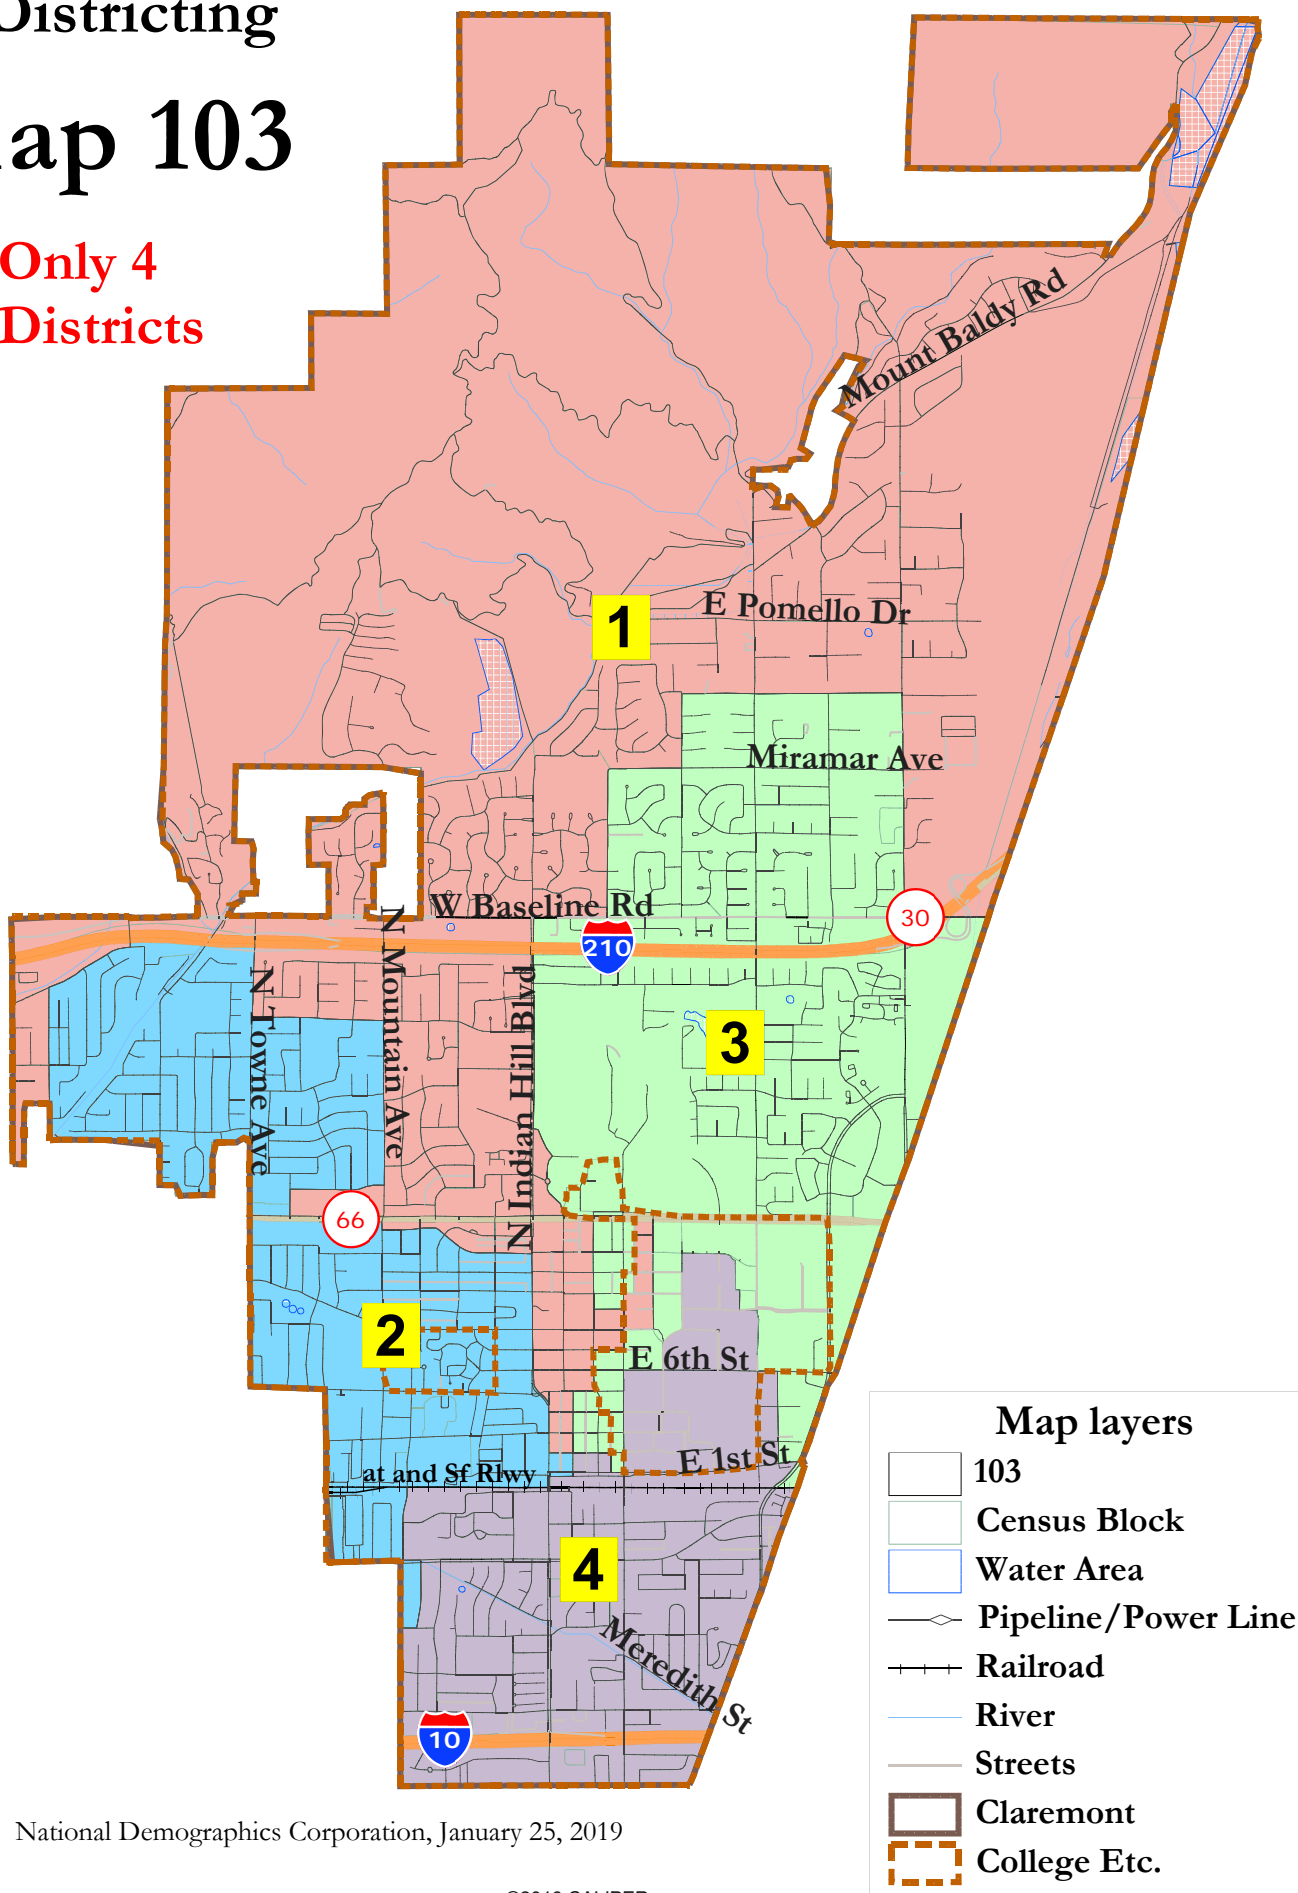 Districting
ap 103
Only 4
Districts
Mount Baldy Rd
1
E Pomello Dr
Miramar Ave
W Baseline Rd
30
210
N Mountain Ave
N Towne Ave
N Indian Hill Blvd
3
66
2
E 6th St
E 1st St
at and Sf Rlwy
4
Meredith St
10
Map layers
103
Census Block
Water Area
Pipeline/Power Line
Railroad
River
Streets
Claremont
College Etc.
National Demographics Corporation, January 25, 2019